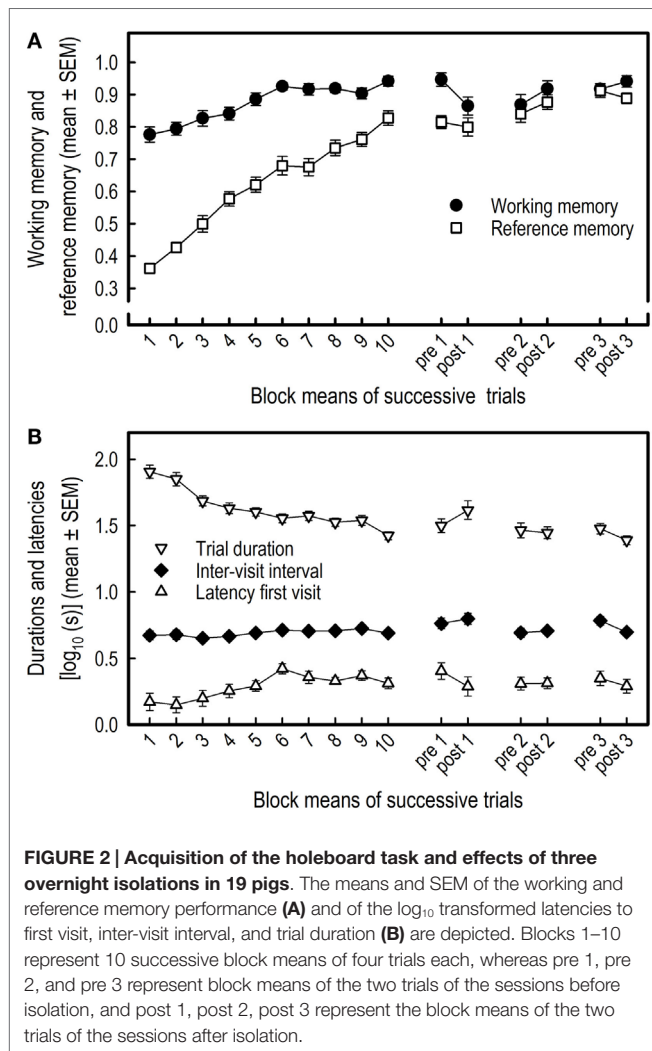 A
Working memory and
reference memory (mean ± SEM)
1.0
0.9
0.8
0.7
0.6
0.5
0.4
0.3
0.0
Working memory
Reference memory
1 2 3 4 5 6 7 8 9 10 pre 1 post 1 pre 2 post 2 pre 3 post 3
Block means of successive trials
B
Durations and latencies
[log10 (s)] (mean ± SEM)
2.0
1.5
1.0
0.5
0.0
Trial duration
Inter-visit interval
Latency first visit
1 2 3 4 5 6 7 8 9 10 pre 1 post 1 pre 2 post 2 pre 3 post 3
Block means of successive trials
FIGURE 2 | Acquisition of the holeboard task and effects of three
overnight isolations in 19 pigs. The means and SEM of the working and
reference memory performance (A) and of the log10 transformed latencies to
first visit, inter-visit interval, and trial duration (B) are depicted. Blocks 1–10
represent 10 successive block means of four trials each, whereas pre 1, pre
2, and pre 3 represent block means of the two trials of the sessions before
isolation, and post 1, post 2, post 3 represent the block means of the two
trials of the sessions after isolation.